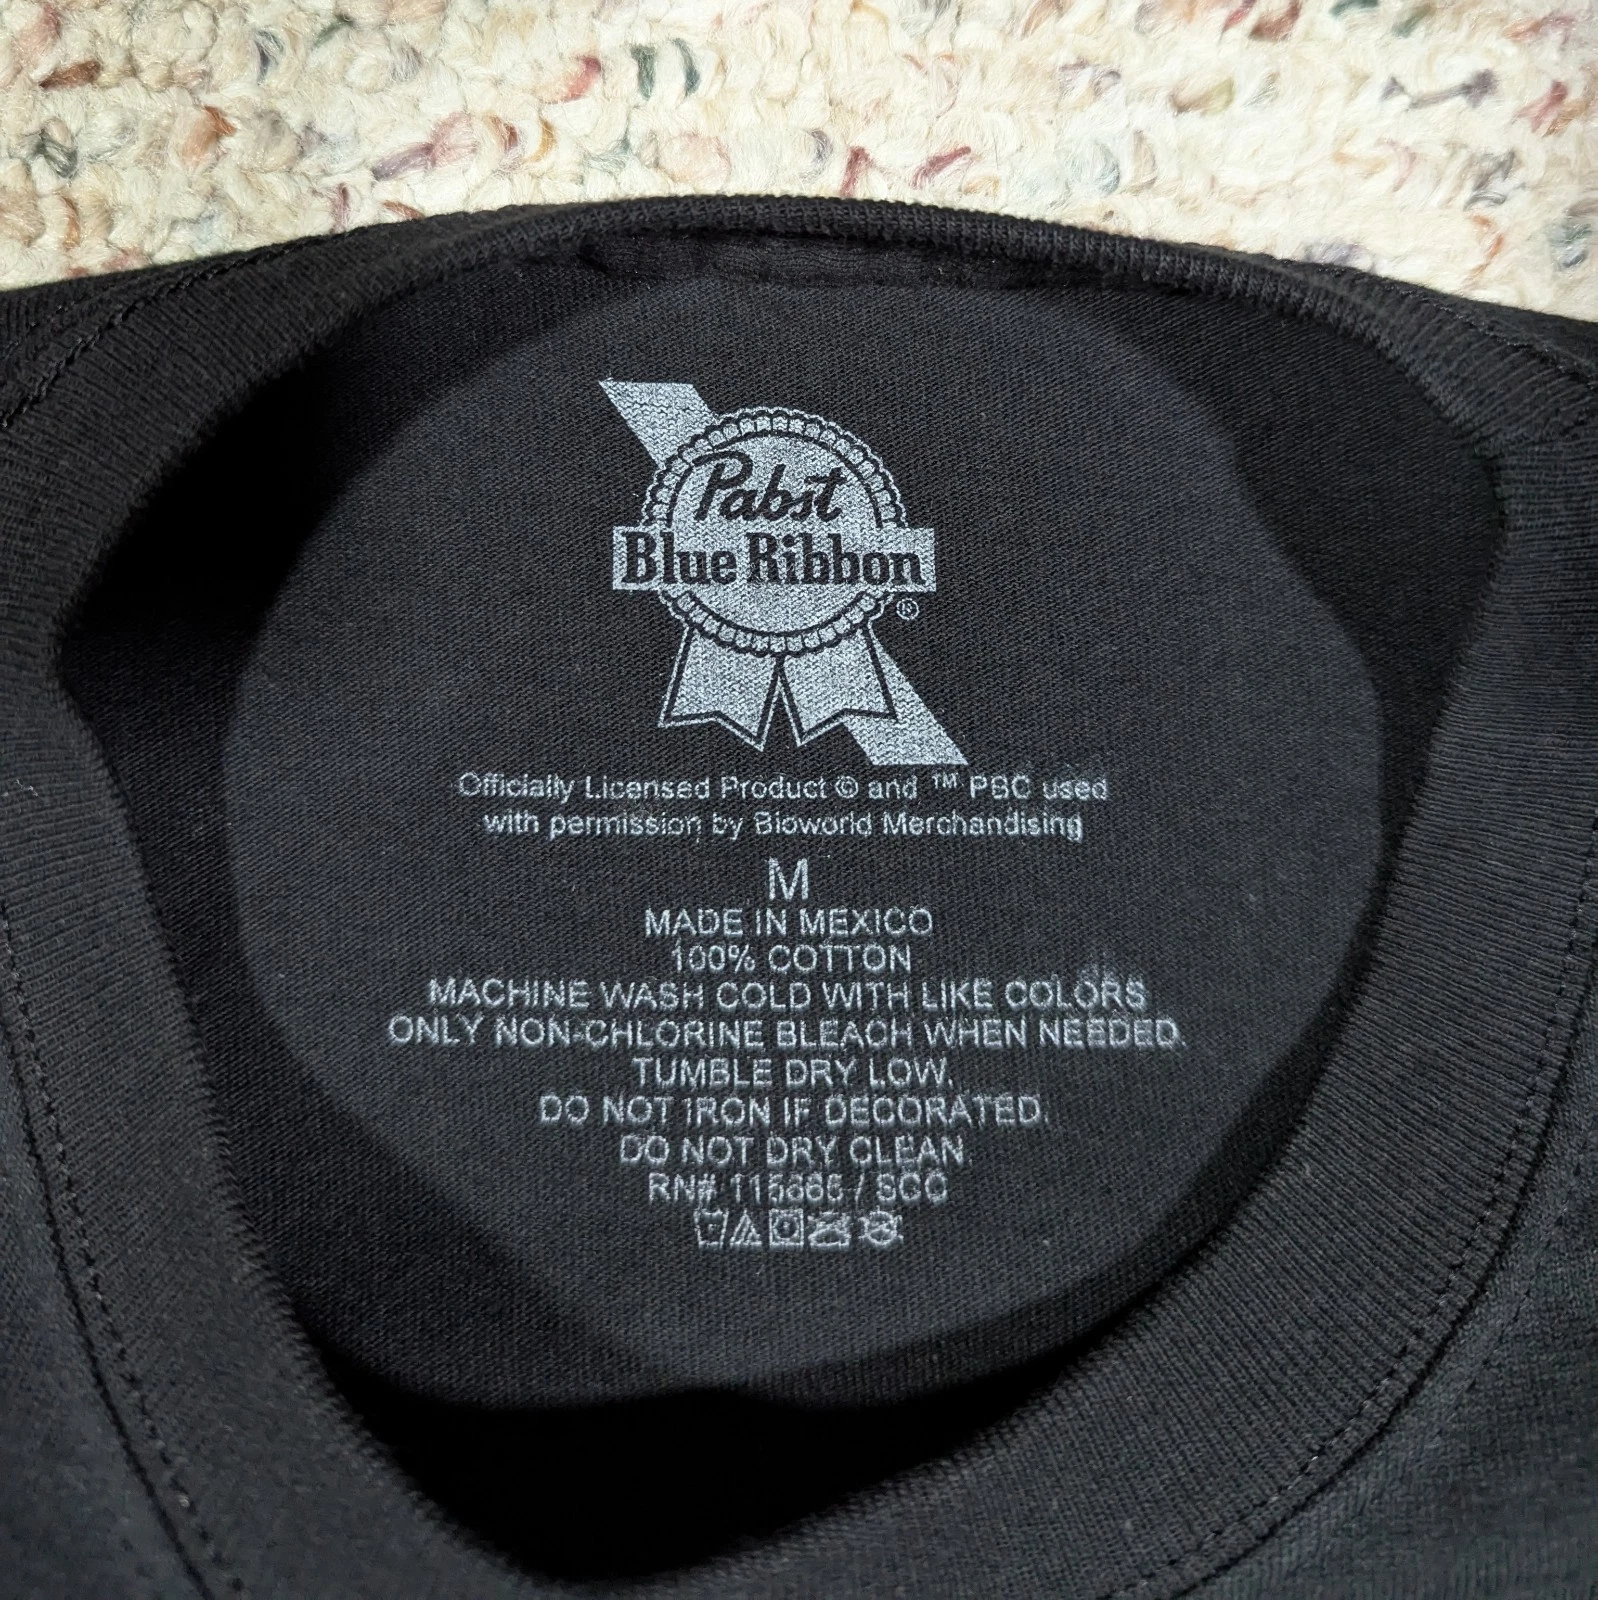 Pabst
Blue Ribbon
®
Officially Licensed Product © and ™ PBC used
with permission by Bioworld Merchandising
M
MADE IN MEXICO
100% COTTON
MACHINE WASH COLD WITH LIKE COLORS
ONLY NON-CHLORINE BLEACH WHEN NEEDED.
TUMBLE DRY LOW.
DO NOT IRON IF DECORATED.
DO NOT DRY CLEAN.
RN# /